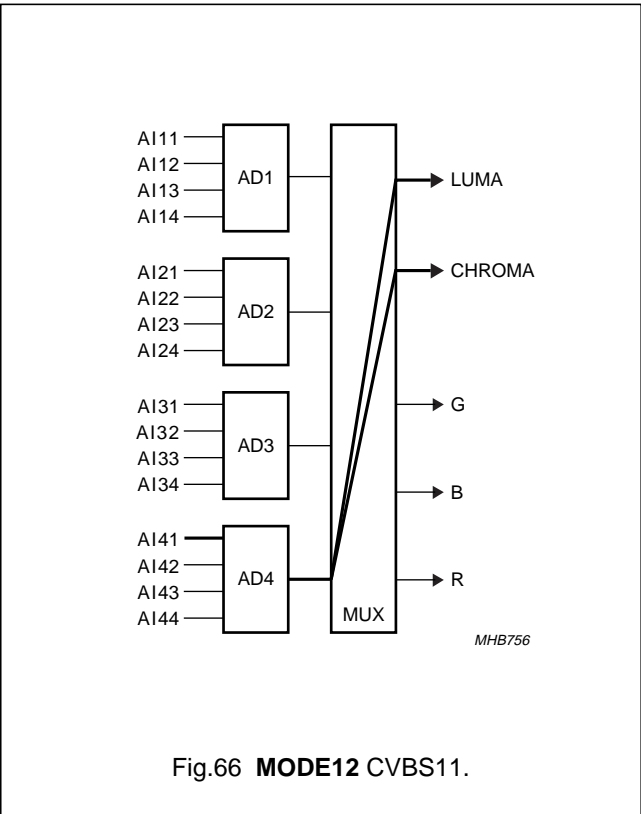 AI11
AI12
AI13
AI14
AD1
AI21
AI22
AI23
AI24
AD2
AI31
AI32
AI33
AI34
AD3
AI41
AI42
AI43
AI44
AD4
MUX
LUMA
CHROMA
G
B
R
MHB756
Fig.66 MODE12 CVBS11.